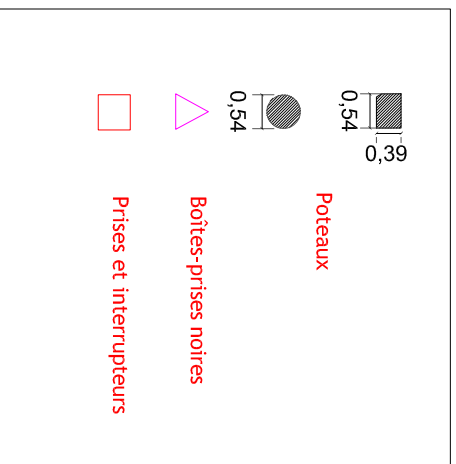 0,54
0,39
0,54
Poteaux
Boîtes-prises noires
Prises et interrupteurs